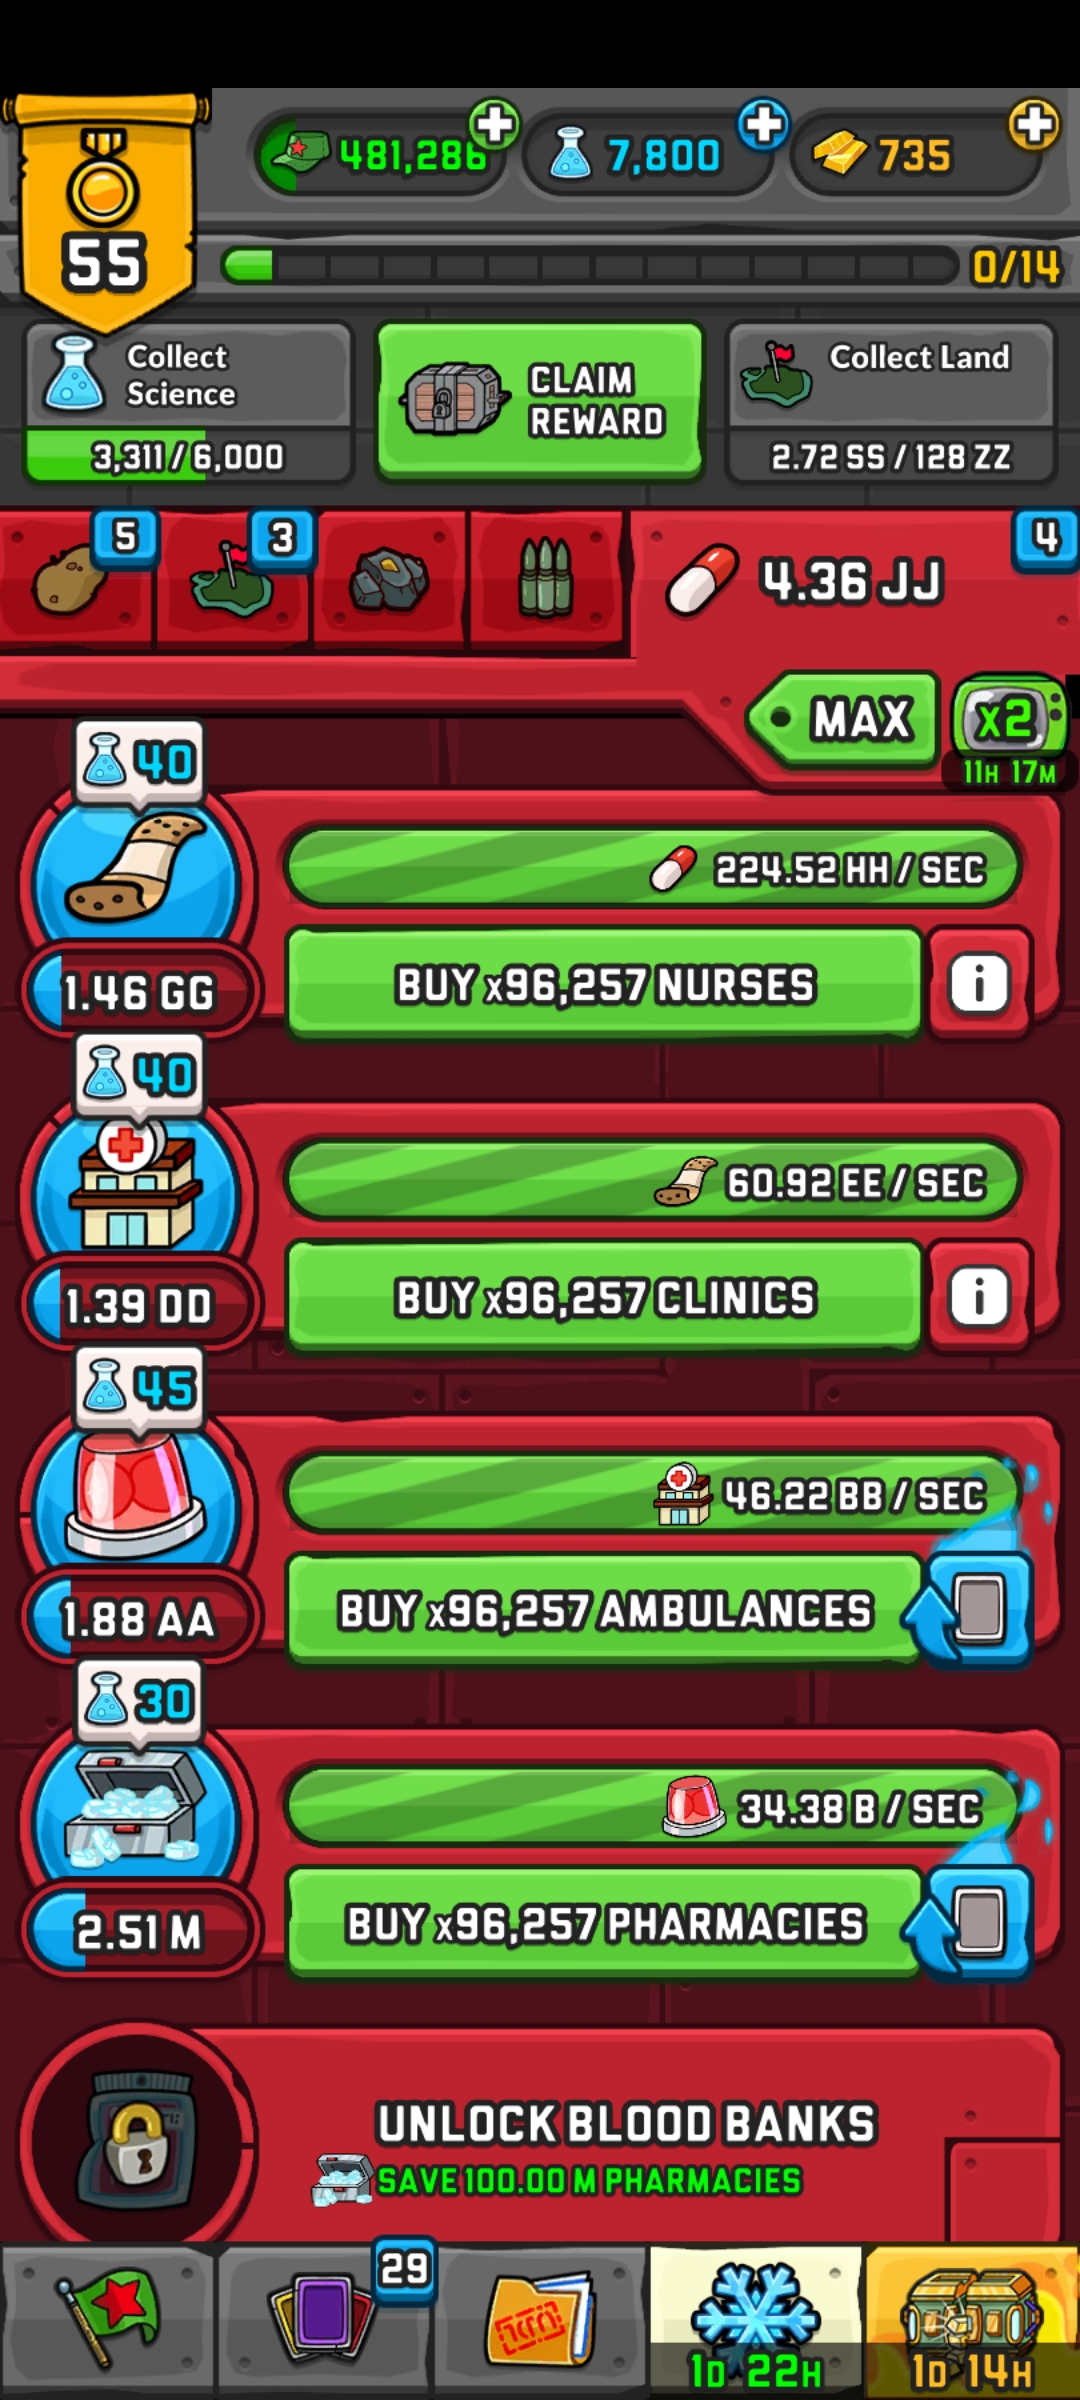 55
481,286
7,800
735
0/14
Collect
Science
3,311 / 6,000
CLAIM
REWARD
Collect Land
2.72 SS / 128 ZZ
5
3
4.36 JJ
4
MAX
x2
11H 17M
40
224.52 HH / SEC
1.46 GG
BUY x96,257 NURSES
i
40
60.92 EE / SEC
1.39 DD
BUY x96,257 CLINICS
i
45
46.22 BB / SEC
1.88 AA
BUY x96,257 AMBULANCES
30
34.38 B / SEC
2.51 M
BUY x96,257 PHARMACIES
UNLOCK BLOOD BANKS
SAVE 100.00 M PHARMACIES
29
1D 22H
1D 14H